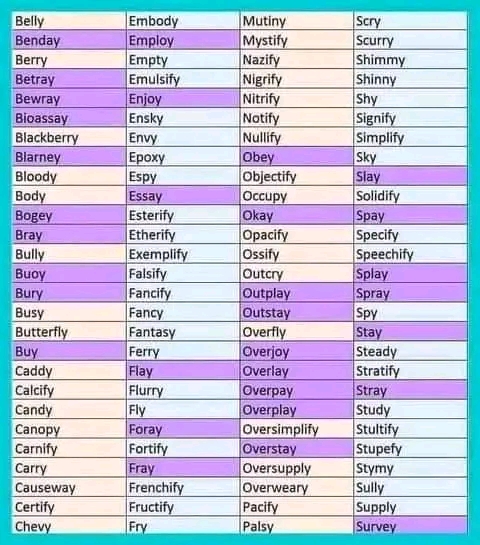 Belly Embody Mutiny Scry
Benday Employ Mystify Scurry
Berry Empty Nazify Shimmy
Betray Emulsify Nigrify Shinny
Bewray Enjoy Nitrify Shy
Bioassay Ensky Notify Signify
Blackberry Envy Nullify Simplify
Blarney Epoxy Obey Sky
Bloody Espy Objectify Slay
Body Essay Occupy Solidify
Bogey Esterify Okay Spay
Bray Etherify Opacify Specify
Bully Exemplify Ossify Speechify
Buoy Falsify Outcry Splay
Bury Fancify Outplay Spray
Busy Fancy Outstay Spy
Butterfly Fantasy Overfly Stay
Buy Ferry Overjoy Steady
Caddy Flay Overlay Stratify
Calcify Flurry Overpay Stray
Candy Fly Overplay Study
Canopy Foray Oversimplify Stultify
Carnify Fortify Overstay Stupefy
Carry Fray Oversupply Stymy
Causeway Frenchify Overweary Sully
Certify Fructify Pacify Supply
Chevy Fry Palsy Survey